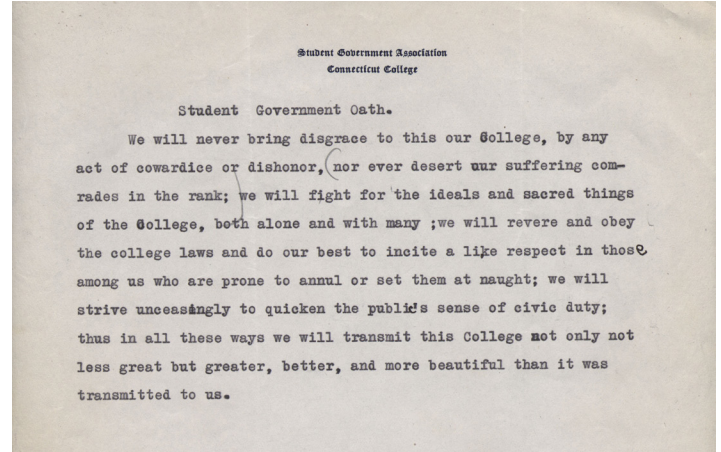 Student Government Association
Connecticut College
Student Government Oath.
We will never bring disgrace to this our College, by any
act of cowardice or dishonor, (nor ever desert our suffering com-
rades in the rank; we will fight for the ideals and sacred things
of the College, both alone and with many ;we will revere and obey
the college laws and do our best to incite a like respect in those
among us who are prone to annul or set them at naught; we will
strive unceasingly to quicken the public's sense of civic duty;
thus in all these ways we will transmit this College not only not
less great but greater, better, and more beautiful than it was
transmitted to us.